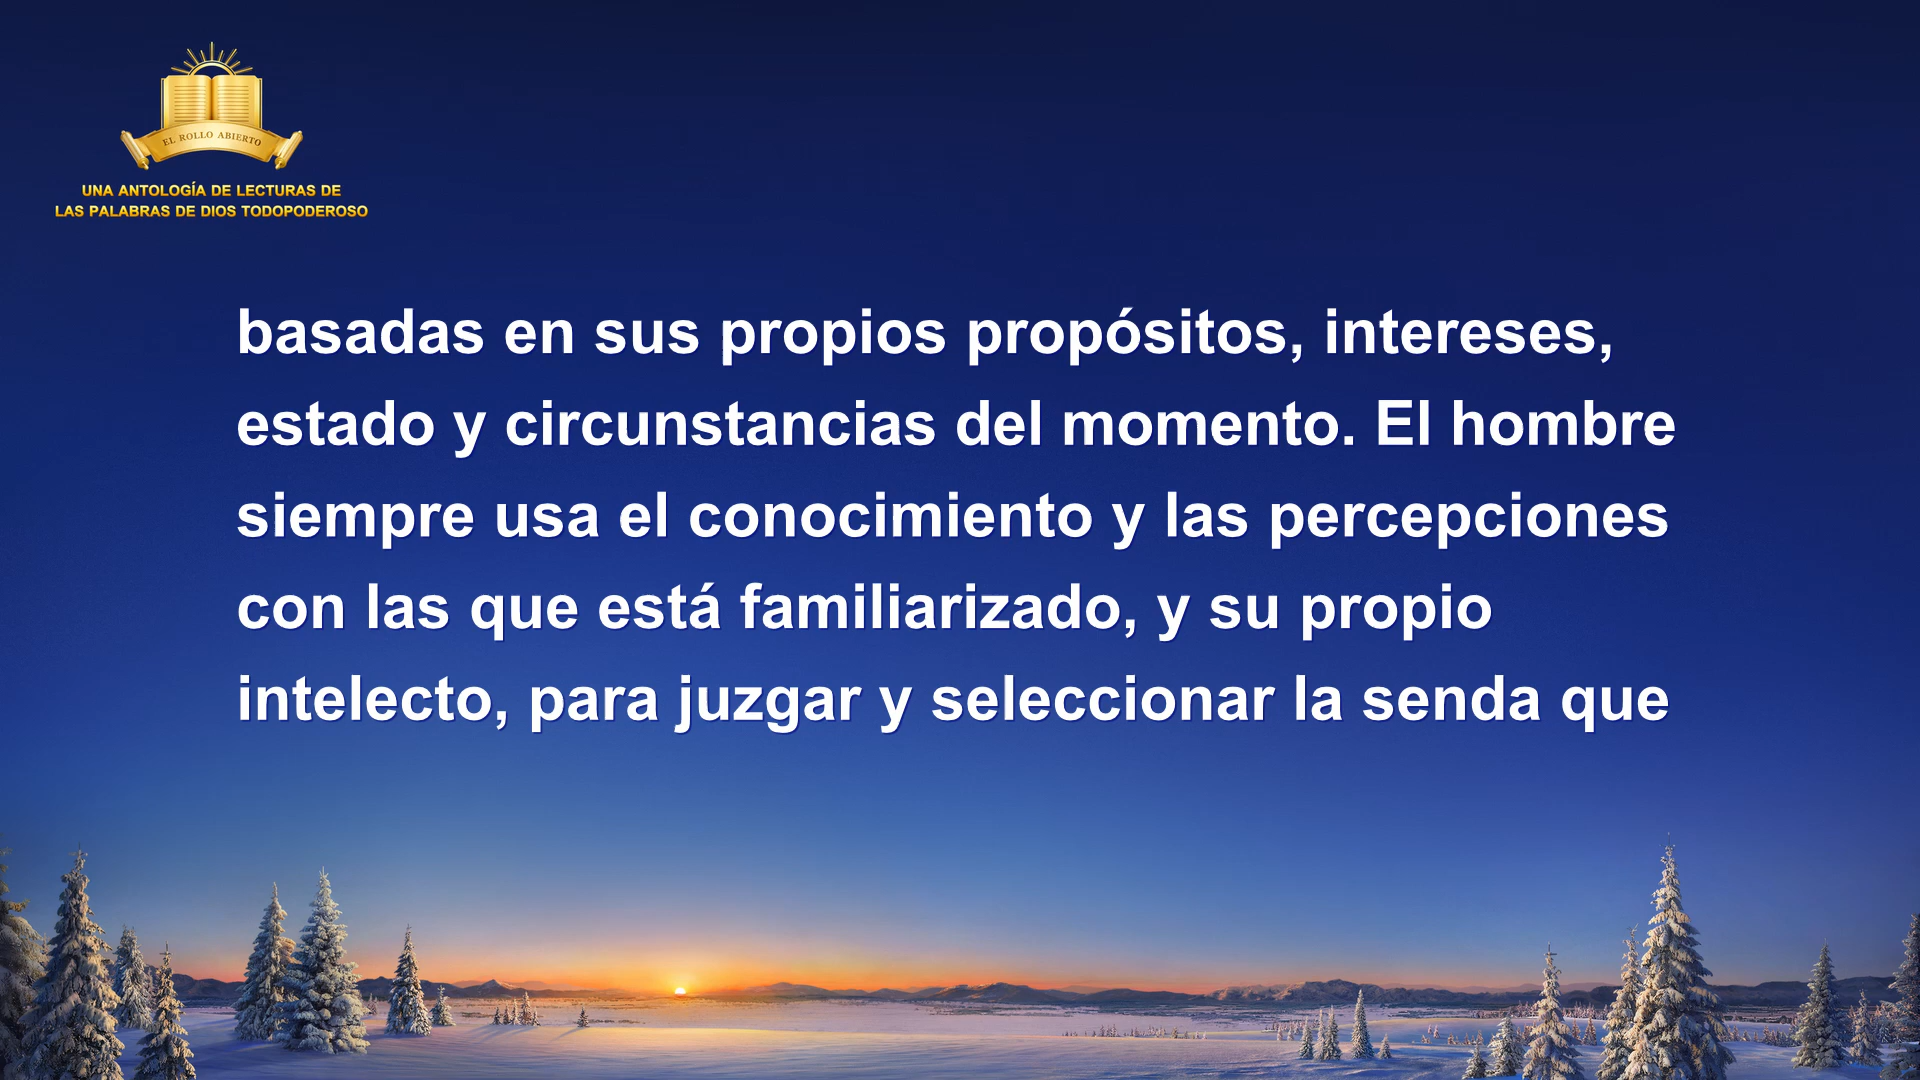 EL ROLLO ABIERTO
UNA ANTOLOGÍA DE LECTURAS DE
LAS PALABRAS DE DIOS TODOPODEROSO
basadas en sus propios propósitos, intereses,
estado y circunstancias del momento. El hombre
siempre usa el conocimiento y las percepciones
con las que está familiarizado, y su propio
intelecto, para juzgar y seleccionar la senda que